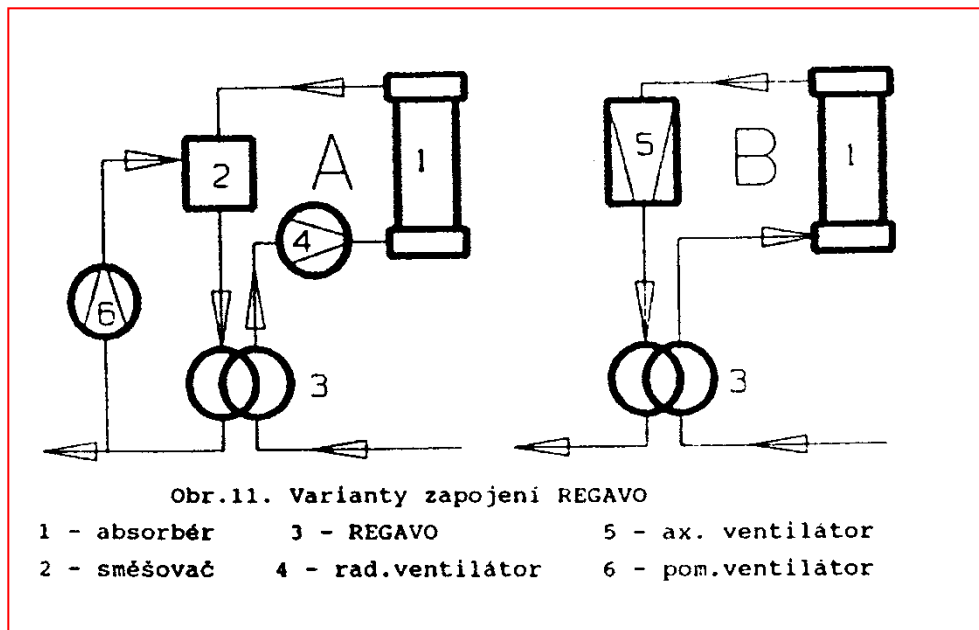 A
B
1
2
4
6
3
5
1
3
Obr.11. Varianty zapojení REGAVO
1 - absorbér 3 - REGAVO 5 - ax. ventilátor
2 - směšovač 4 - rad.ventilátor 6 - pom.ventilátor